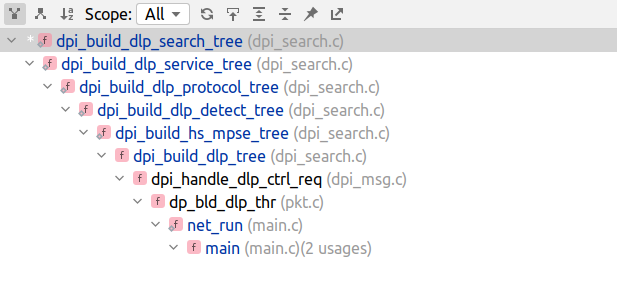 Scope: All
* f dpi_build_dlp_search_tree (dpi_search.c)
f dpi_build_dlp_service_tree (dpi_search.c)
f dpi_build_dlp_protocol_tree (dpi_search.c)
f dpi_build_dlp_detect_tree (dpi_search.c)
f dpi_build_hs_mpse_tree (dpi_search.c)
f dpi_build_dlp_tree (dpi_search.c)
f dpi_handle_dlp_ctrl_req (dpi_msg.c)
f dp_bld_dlp_thr (pkt.c)
f net_run (main.c)
f main (main.c)(2 usages)